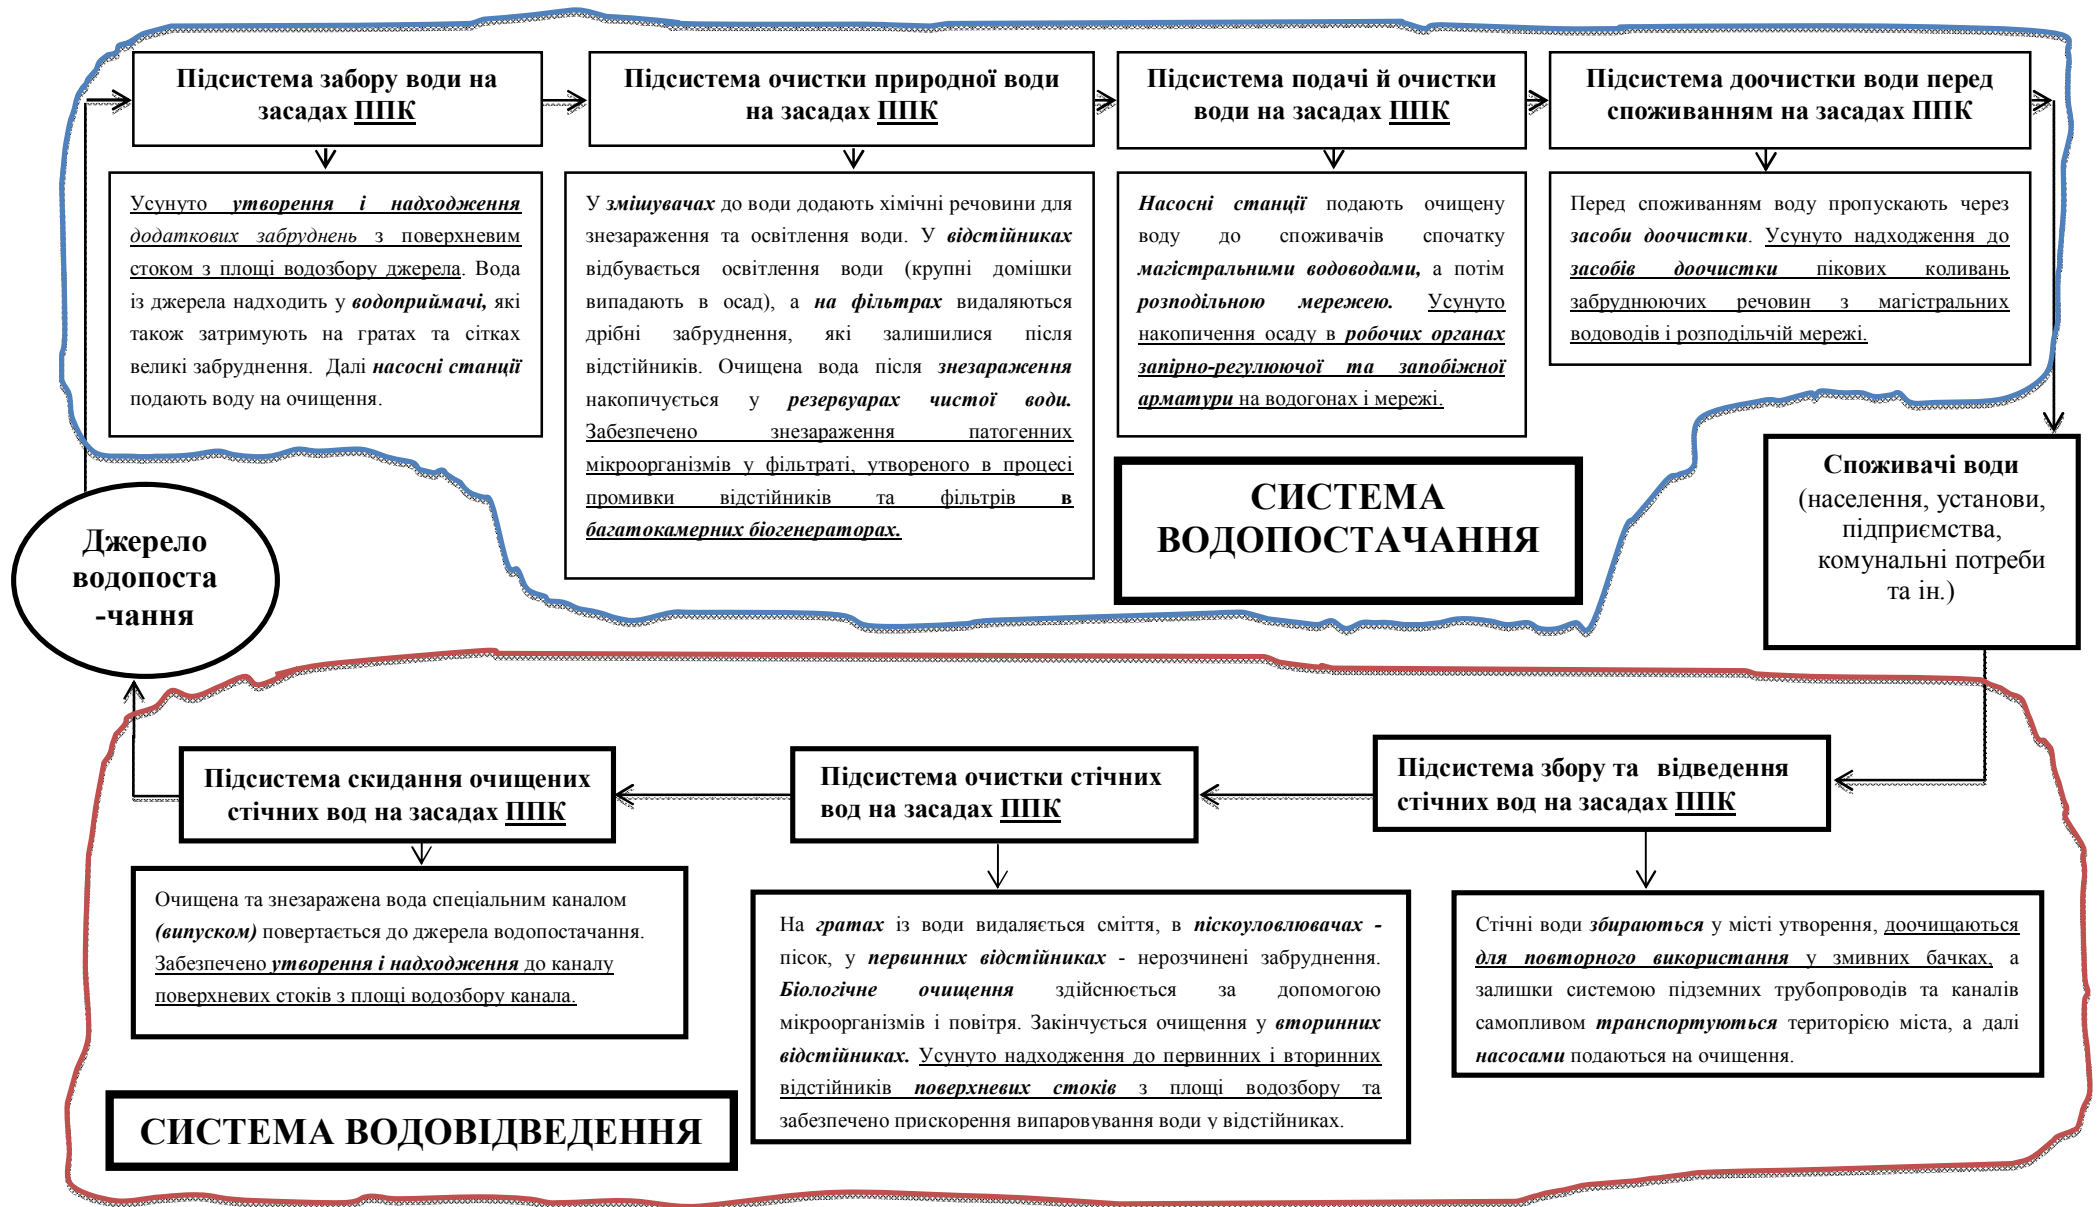 Підсистема забору води на
засадах ППК
Підсистема очистки природної води
на засадах ППК
Підсистема подачі й очистки
води на засадах ППК
Підсистема доочистки води перед
споживанням на засадах ППК
Усунуто утворення і надходження
додаткових забруднень з поверхневим
стоком з площі водозбору джерела. Вода
із джерела надходить у водоприймачі, які
також затримують на гратах та сітках
великі забруднення. Далі насосні станції
подають воду на очищення.
У змішувачах до води додають хімічні речовини для
знезараження та освітлення води. У відстійниках
відбувається освітлення води (крупні домішки
випадають в осад), а на фільтрах видаляються
дрібні забруднення, які залишилися після
відстійників. Очищена вода після знезараження
накопичується у резервуарах чистої води.
Забезпечено знезараження патогенних
мікроорганізмів у фільтраті, утвореного в процесі
промивки відстійників та фільтрів в
багатокамерних біогенераторах.
Насосні станції подають очищену
воду до споживачів спочатку
магістральними водоводами, а потім
розподільною мережею. Усунуто
накопичення осаду в робочих органах
запірно-регулюючої та запобіжної
арматури на водогонах і мережі.
Перед споживанням воду пропускають через
засоби доочистки. Усунуто надходження до
засобів доочистки пікових коливань
забруднюючих речовин з магістральних
водоводів і розподільчій мережі.
СИСТЕМА
ВОДОПОСТАЧАННЯ
Споживачі води
(населення, установи,
підприємства,
комунальні потреби
та ін.)
Джерело
водопоста
-чання
Підсистема скидання очищених
стічних вод на засадах ППК
Підсистема очистки стічних
вод на засадах ППК
Підсистема збору та відведення
стічних вод на засадах ППК
Очищена та знезаражена вода спеціальним каналом
(випуском) повертається до джерела водопостачання.
Забезпечено утворення і надходження до каналу
поверхневих стоків з площі водозбору канала.
На гратах із води видаляється сміття, в піскоуловлювачах -
пісок, у первинних відстійниках - нерозчинені забруднення.
Біологічне очищення здійснюється за допомогою
мікроорганізмів і повітря. Закінчується очищення у вторинних
відстійниках. Усунуто надходження до первинних і вторинних
відстійників поверхневих стоків з площі водозбору та
забезпечено прискорення випаровування води у відстійниках.
Стічні води збираються у місті утворення, доочищаються
для повторного використання у змивних бачках, а
залишки системою підземних трубопроводів та каналів
самопливом транспортуються територією міста, а далі
насосами подаються на очищення.
СИСТЕМА ВОДОВІДВЕДЕННЯ